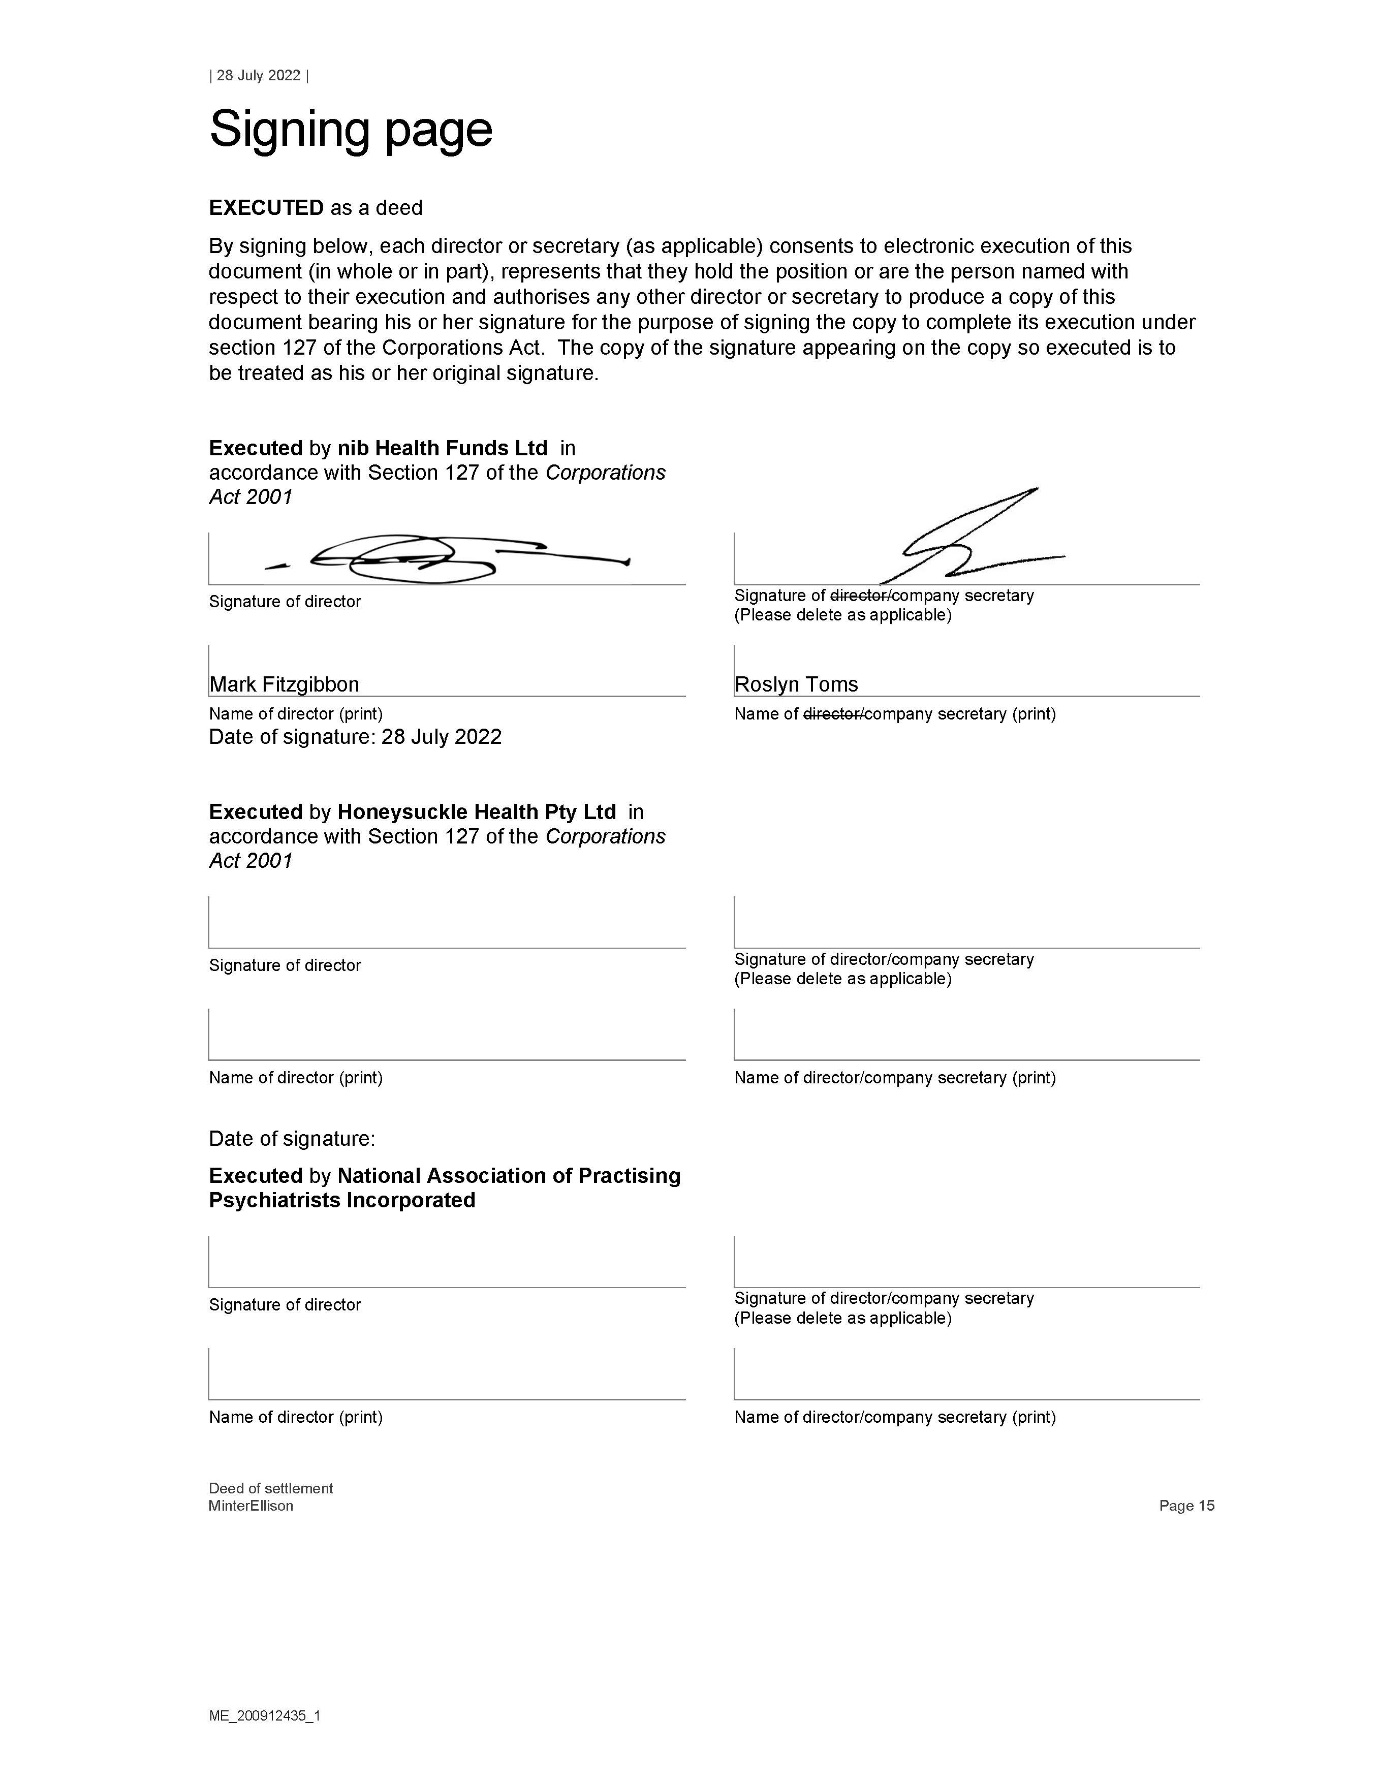 | 28 July 2022 |
Signing page
EXECUTED as a deed
By signing below, each director or secretary (as applicable) consents to electronic execution of this
document (in whole or in part), represents that they hold the position or are the person named with
respect to their execution and authorises any other director or secretary to produce a copy of this
document bearing his or her signature for the purpose of signing the copy to complete its execution under
section 127 of the Corporations Act.  The copy of the signature appearing on the copy so executed is to
be treated as his or her original signature.
Executed by nib Health Funds Ltd  in
accordance with Section 127 of the Corporations
Act 2001
Signature of director
Signature of director/company secretary
(Please delete as applicable)
Mark Fitzgibbon
Roslyn Toms
Name of director (print)
Name of director/company secretary (print)
Date of signature: 28 July 2022
Executed by Honeysuckle Health Pty Ltd  in
accordance with Section 127 of the Corporations
Act 2001
Signature of director
Signature of director/company secretary
(Please delete as applicable)
Name of director (print)
Name of director/company secretary (print)
Date of signature:
Executed by National Association of Practising
Psychiatrists Incorporated
Signature of director
Signature of director/company secretary
(Please delete as applicable)
Name of director (print)
Name of director/company secretary (print)
Deed of settlement
MinterEllison
Page 15
ME_200912435_1